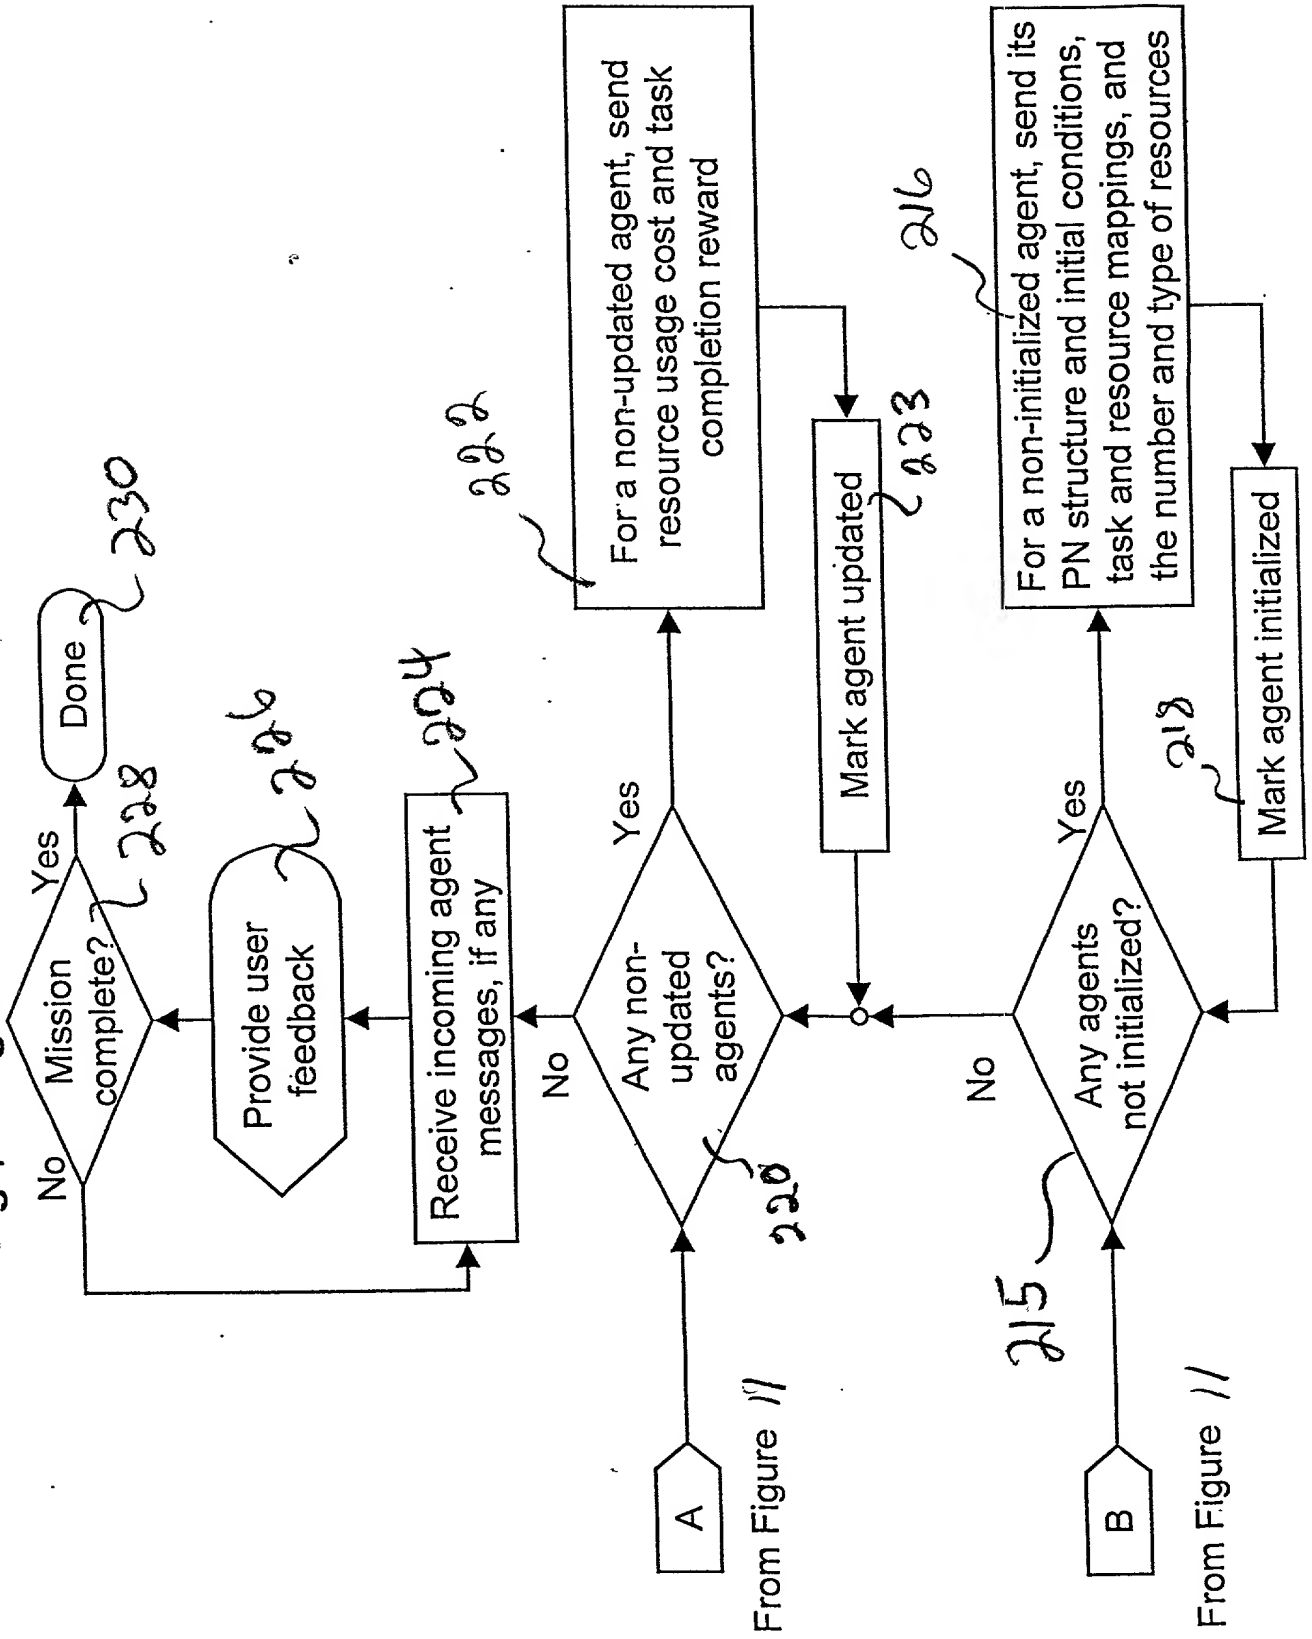 Mission
complete?
No
Yes
228
Done
230
Provide user
feedback
226
Receive incoming agent
messages, if any
224
No
A
From Figure 11
Any non-
updated
agents?
220
Yes
For a non-updated agent, send
resource usage cost and task
completion reward
222
Mark agent updated
223
No
B
From Figure 11
Any agents
not initialized?
215
Yes
For a non-initialized agent, send its
PN structure and initial conditions,
task and resource mappings, and
the number and type of resources
216
Mark agent initialized
218